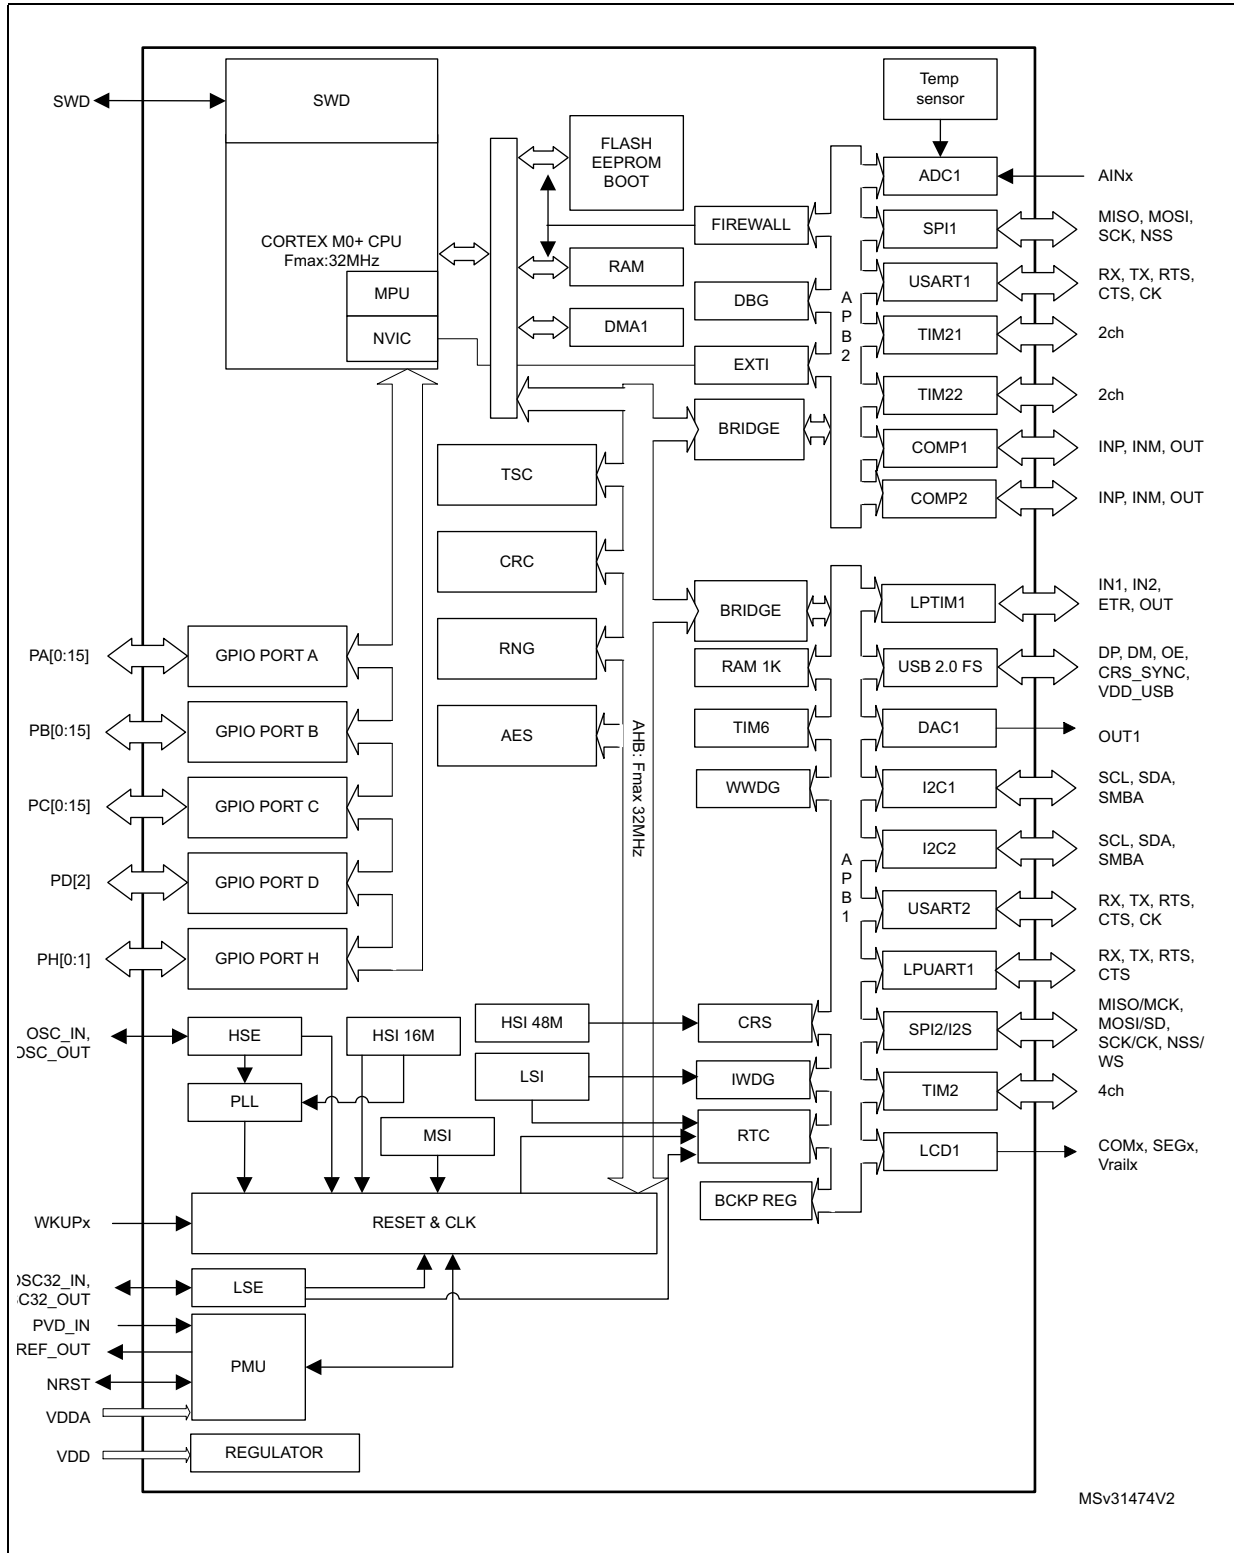 SWD
SWD
CORTEX M0+ CPU
Fmax:32MHz
MPU
NVIC
FLASH
EEPROM
BOOT
RAM
DMA1
FIREWALL
DBG
EXTI
BRIDGE
APB2
Temp
sensor
ADC1
AINx
SPI1
MISO, MOSI,
SCK, NSS
USART1
RX, TX, RTS,
CTS, CK
TIM21
2ch
TIM22
2ch
COMP1
INP, INM, OUT
COMP2
INP, INM, OUT
TSC
CRC
RNG
AES
AHB: Fmax 32MHz
PA[0:15]
GPIO PORT A
PB[0:15]
GPIO PORT B
PC[0:15]
GPIO PORT C
PD[2]
GPIO PORT D
PH[0:1]
GPIO PORT H
BRIDGE
RAM 1K
TIM6
WWDG
APB1
LPTIM1
IN1, IN2,
ETR, OUT
USB 2.0 FS
DP, DM, OE,
CRS_SYNC,
VDD_USB
DAC1
OUT1
I2C1
SCL, SDA,
SMBA
I2C2
SCL, SDA,
SMBA
USART2
RX, TX, RTS,
CTS, CK
LPUART1
RX, TX, RTS,
CTS
SPI2/I2S
MISO/MCK,
MOSI/SD,
SCK/CK, NSS/
WS
TIM2
4ch
LCD1
COMx, SEGx,
Vrailx
OSC_IN,
OSC_OUT
HSE
HSI 16M
PLL
MSI
HSI 48M
LSI
CRS
IWDG
RTC
BCKP REG
WKUPx
RESET & CLK
OSC32_IN,
SC32_OUT
LSE
PVD_IN
REF_OUT
NRST
VDDA
PMU
VDD
REGULATOR
MSv31474V2